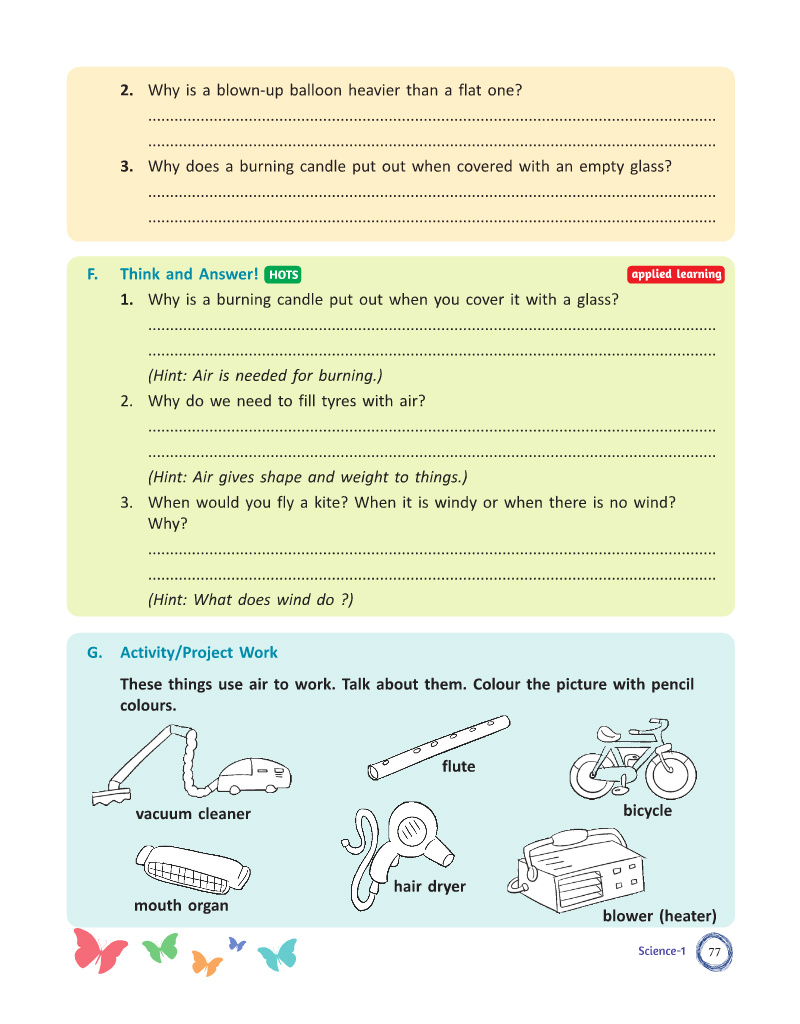 2. Why is a blown-up balloon heavier than a flat one?
................................................................................................................................
................................................................................................................................
3. Why does a burning candle put out when covered with an empty glass?
................................................................................................................................
................................................................................................................................
F. Think and Answer! HOTS applied learning
1. Why is a burning candle put out when you cover it with a glass?
................................................................................................................................
................................................................................................................................
(Hint: Air is needed for burning.)
2. Why do we need to fill tyres with air?
................................................................................................................................
................................................................................................................................
(Hint: Air gives shape and weight to things.)
3. When would you fly a kite? When it is windy or when there is no wind?
Why?
................................................................................................................................
................................................................................................................................
(Hint: What does wind do ?)
G. Activity/Project Work
These things use air to work. Talk about them. Colour the picture with pencil
colours.
flute
vacuum cleaner
bicycle
hair dryer
mouth organ
blower (heater)
Science-1 77